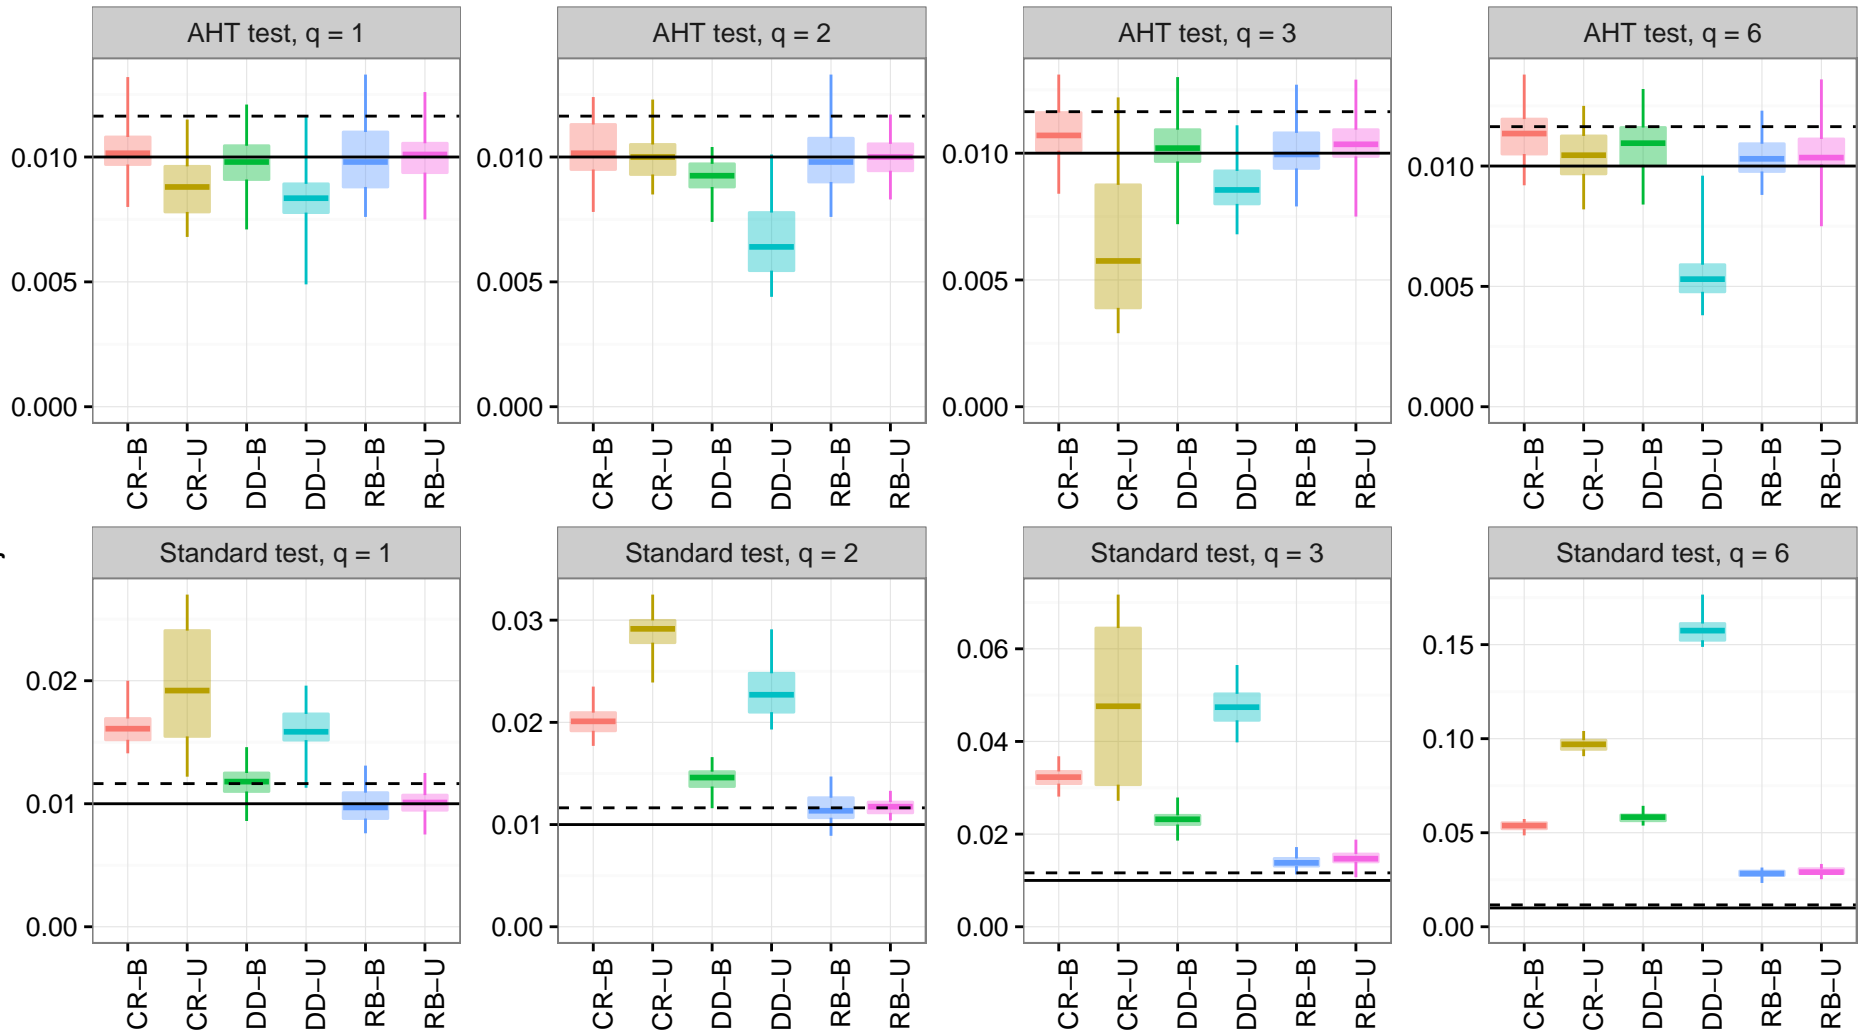 AHT test, q = 1
AHT test, q = 2
AHT test, q = 3
AHT test, q = 6
0.010
0.005
0.000
0.010
0.005
0.000
0.010
0.005
0.000
0.010
0.005
0.000
CR−B
CR−U
DD−B
DD−U
RB−B
RB−U
CR−B
CR−U
DD−B
DD−U
RB−B
RB−U
CR−B
CR−U
DD−B
DD−U
RB−B
RB−U
CR−B
CR−U
DD−B
DD−U
RB−B
RB−U
Standard test, q = 1
Standard test, q = 2
Standard test, q = 3
Standard test, q = 6
0.02
0.01
0.00
0.03
0.02
0.01
0.00
0.06
0.04
0.02
0.00
0.15
0.10
0.05
0.00
CR−B
CR−U
DD−B
DD−U
RB−B
RB−U
CR−B
CR−U
DD−B
DD−U
RB−B
RB−U
CR−B
CR−U
DD−B
DD−U
RB−B
RB−U
CR−B
CR−U
DD−B
DD−U
RB−B
RB−U